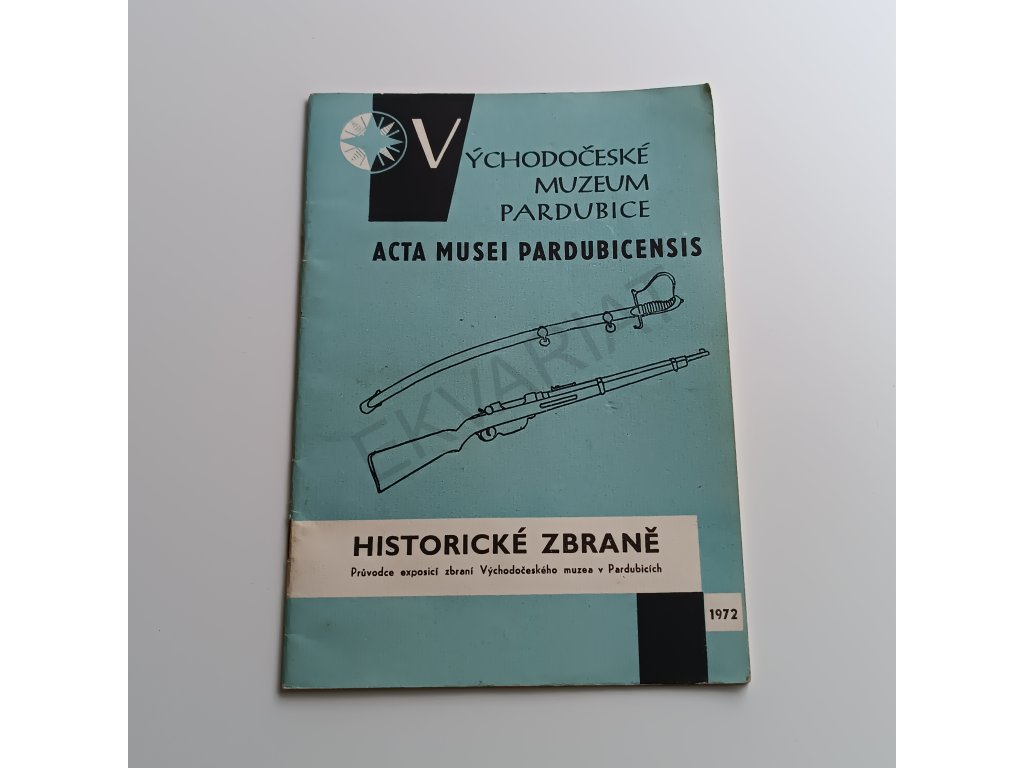 VÝCHODOČESKÉ
MUZEUM
PARDUBICE
ACTA MUSEI PARDUBICENSIS
EKVARIAT
HISTORICKÉ ZBRANĚ
Průvodce exposicí zbraní Východočeského muzea v Pardubicích
1972